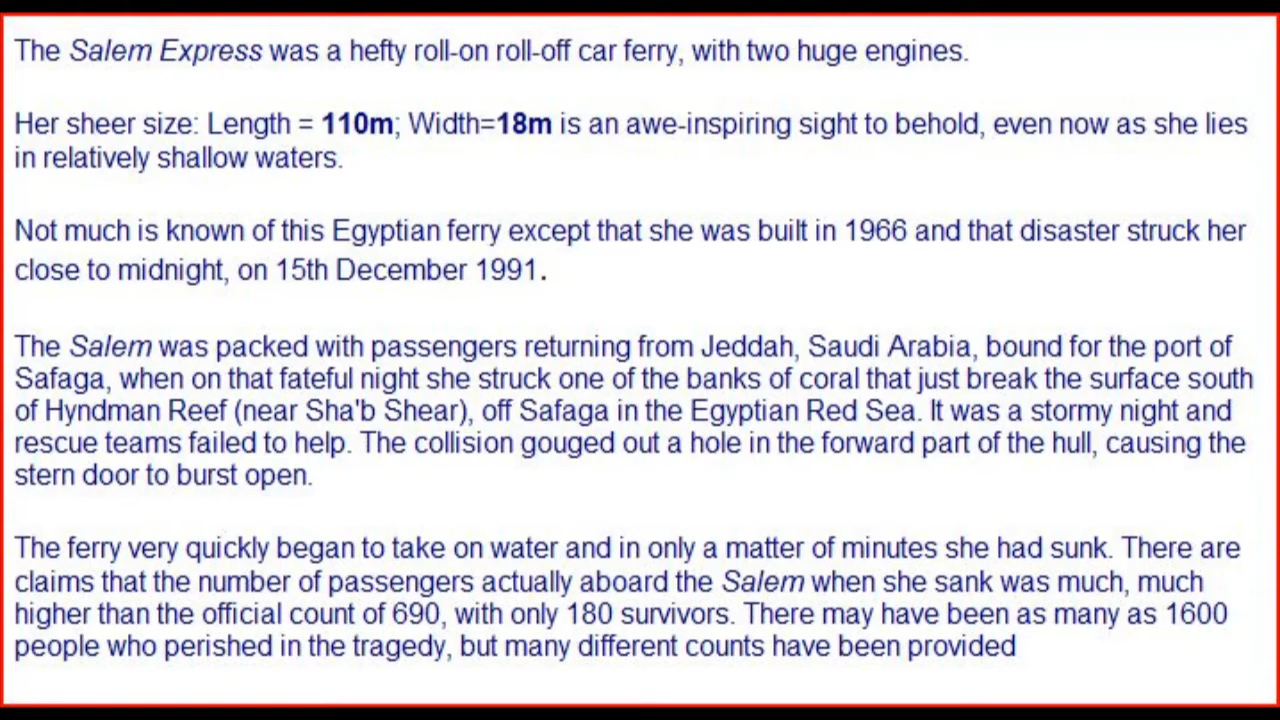 The Salem Express was a hefty roll-on roll-off car ferry, with two huge engines.
Her sheer size: Length = 110m; Width=18m is an awe-inspiring sight to behold, even now as she lies
in relatively shallow waters.
Not much is known of this Egyptian ferry except that she was built in 1966 and that disaster struck her
close to midnight, on 15th December 1991.
The Salem was packed with passengers returning from Jeddah, Saudi Arabia, bound for the port of
Safaga, when on that fateful night she struck one of the banks of coral that just break the surface south
of Hyndman Reef (near Sha'b Shear), off Safaga in the Egyptian Red Sea. It was a stormy night and
rescue teams failed to help. The collision gouged out a hole in the forward part of the hull, causing the
stern door to burst open.
The ferry very quickly began to take on water and in only a matter of minutes she had sunk. There are
claims that the number of passengers actually aboard the Salem when she sank was much, much
higher than the official count of 690, with only 180 survivors. There may have been as many as 1600
people who perished in the tragedy, but many different counts have been provided